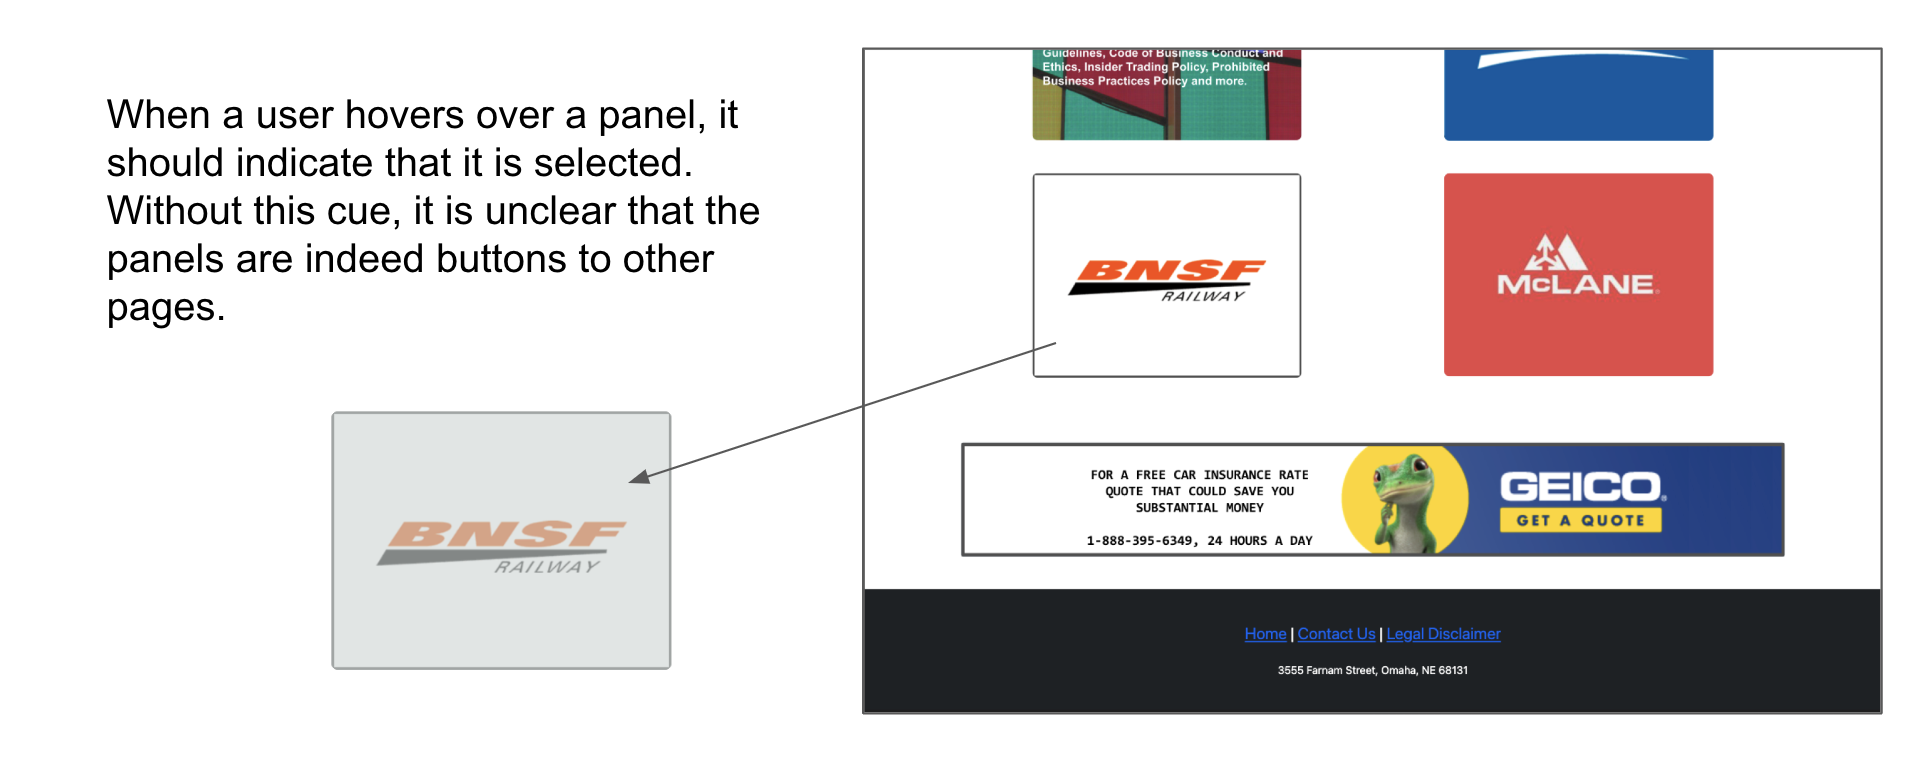 When a user hovers over a panel, it
should indicate that it is selected.
Without this cue, it is unclear that the
panels are indeed buttons to other
pages.
BNSF
RAILWAY
Guidelines, Code of Business Conduct and
Ethics, Insider Trading Policy, Prohibited
Business Practices Policy and more.
BNSF
RAILWAY
McLANE
FOR A FREE CAR INSURANCE RATE
QUOTE THAT COULD SAVE YOU
SUBSTANTIAL MONEY
1-888-395-6349, 24 HOURS A DAY
GEICO®
GET A QUOTE
Home | Contact Us | Legal Disclaimer
3555 Farnam Street, Omaha, NE 68131